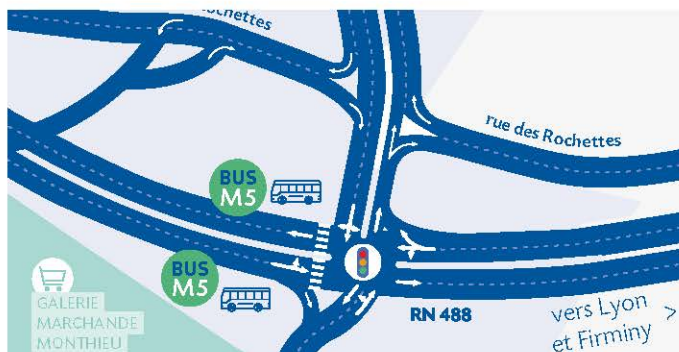 Rochettes
rue des Rochettes
BUS
M5
BUS
M5
GALERIE
MARCHANDE
MONTHIEU
RN 488
vers Lyon >
et Firminy